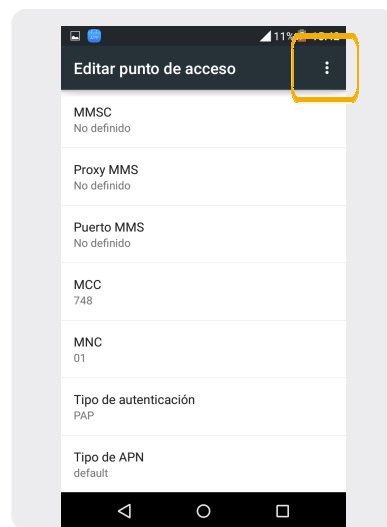 11%
Editar punto de acceso
MMSC
No definido
Proxy MMS
No definido
Puerto MMS
No definido
MCC
748
MNC
01
Tipo de autenticación
PAP
Tipo de APN
default